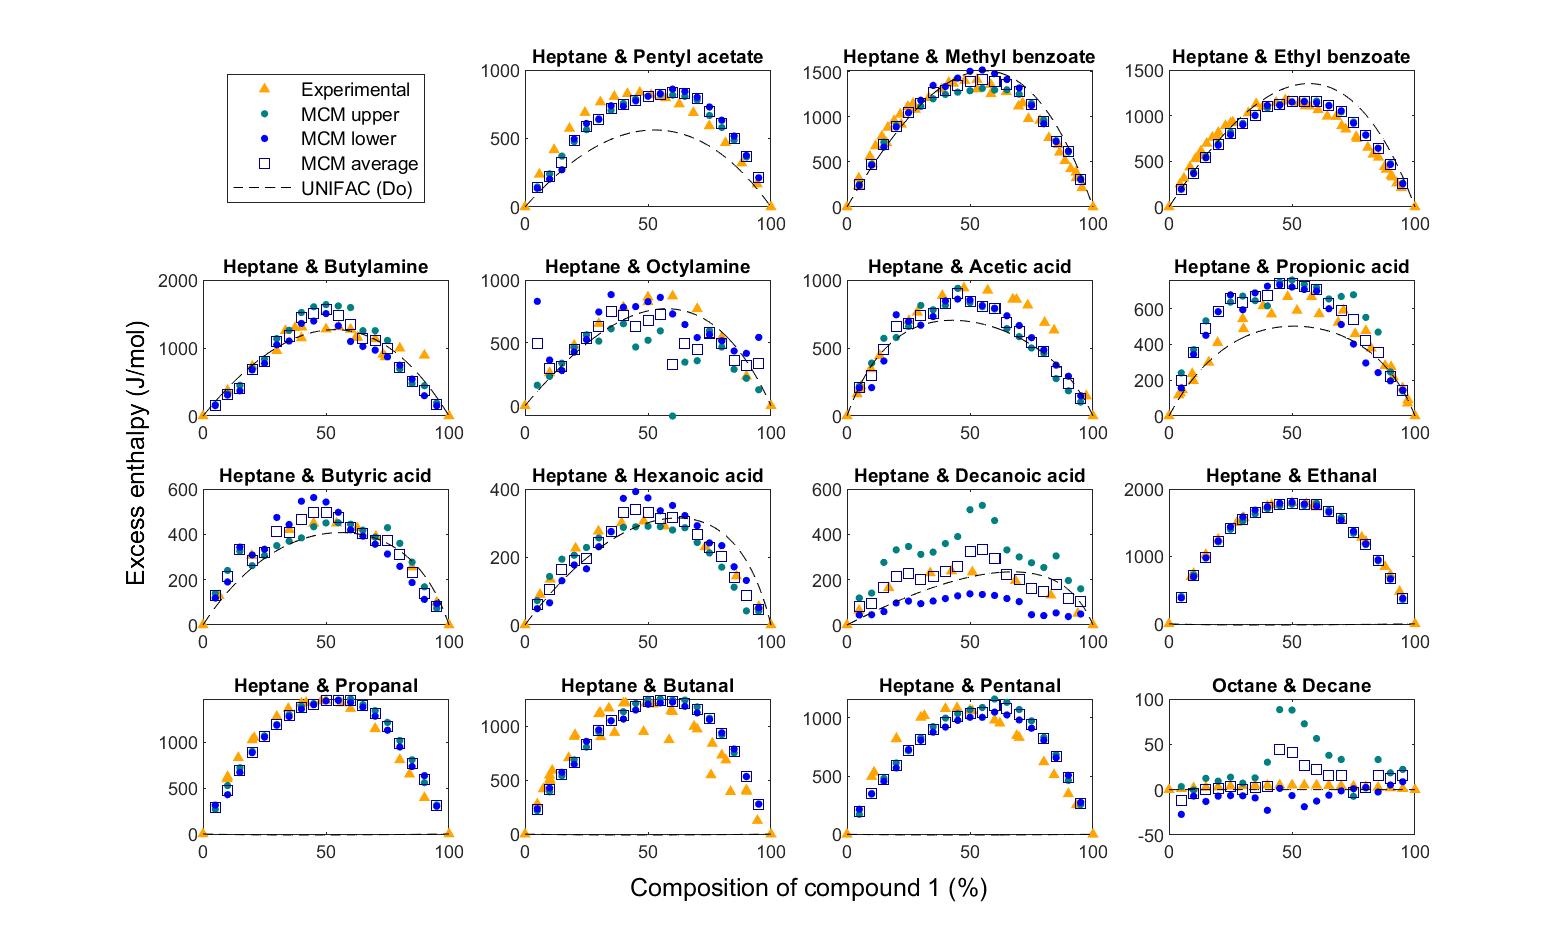 Heptane & Pentyl acetate
1000
500
0
0 50 100
Heptane & Methyl benzoate
1500
1000
500
0
0 50 100
Heptane & Ethyl benzoate
1500
1000
500
0
0 50 100
Experimental
MCM upper
MCM lower
MCM average
UNIFAC (Do)
Heptane & Butylamine
2000
1000
0
0 50 100
Heptane & Octylamine
1000
500
0
0 50 100
Heptane & Acetic acid
1000
500
0
0 50 100
Heptane & Propionic acid
600
400
200
0
0 50 100
Excess enthalpy (J/mol)
Heptane & Butyric acid
600
400
200
0
0 50 100
Heptane & Hexanoic acid
400
200
0
0 50 100
Heptane & Decanoic acid
600
400
200
0
0 50 100
Heptane & Ethanal
2000
1000
0
0 50 100
Heptane & Propanal
1000
500
0
0 50 100
Heptane & Butanal
1000
500
0
0 50 100
Heptane & Pentanal
1000
500
0
0 50 100
Octane & Decane
100
50
0
-50
0 50 100
Composition of compound 1 (%)